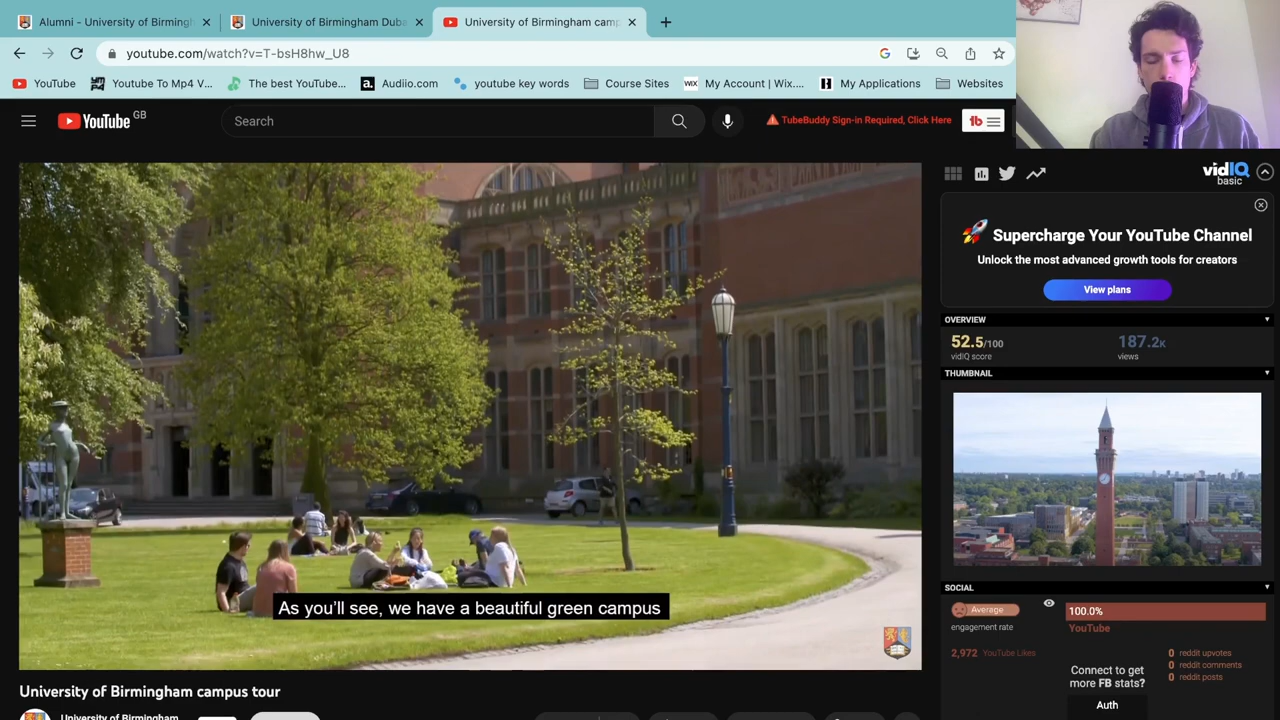 Alumni - University of Birmingh
University of Birmingham Duba
University of Birmingham camp
youtube.com/watch?v=T-bsH8hw_U8
YouTube
Youtube To Mp4 V...
The best YouTube...
a. Audiio.com
youtube key words
Course Sites
WIX My Account | Wix....
My Applications
Websites
YouTube GB
Search
TubeBuddy Sign-in Required, Click Here
tb
vidIQ
basic
Supercharge Your YouTube Channel
Unlock the most advanced growth tools for creators
View plans
OVERVIEW
52.5/100
187.2K
vidIQ score
views
THUMBNAIL
As you'll see, we have a beautiful green campus
SOCIAL
Average
engagement rate
100.0%
YouTube
2,972 YouTube Likes
0 reddit upvotes
0 reddit comments
0 reddit posts
Connect to get
more FB stats?
Auth
University of Birmingham campus tour
University of Birmingham